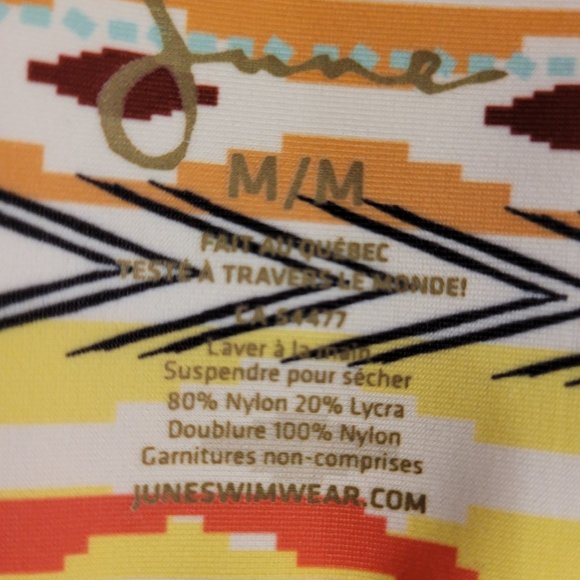 June
M/M
FAIT AU QUÉBEC
TESTÉ À TRAVERS LE MONDE!
CA 54477
Laver à la main
Suspendre pour sécher
80% Nylon 20% Lycra
Doublure 100% Nylon
Garnitures non-comprises
JUNESWIMWEAR.COM